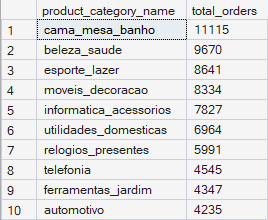 product_category_name total_orders
1 cama_mesa_banho 11115
2 beleza_saude 9670
3 esporte_lazer 8641
4 moveis_decoracao 8334
5 informatica_acessorios 7827
6 utilidades_domesticas 6964
7 relogios_presentes 5991
8 telefonia 4545
9 ferramentas_jardim 4347
10 automotivo 4235